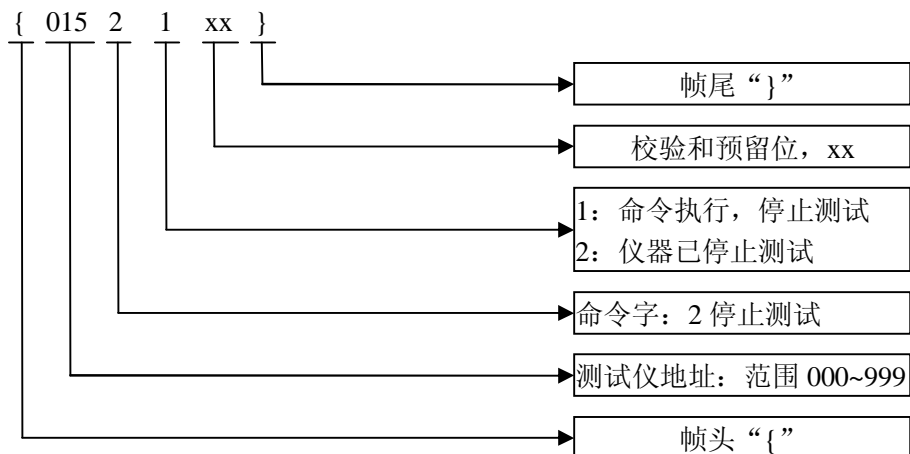 { 015 2 1 xx }
帧尾“}”
校验和预留位，xx
1：命令执行，停止测试
2：仪器已停止测试
命令字：2 停止测试
测试仪地址：范围 000~999
帧头“{”